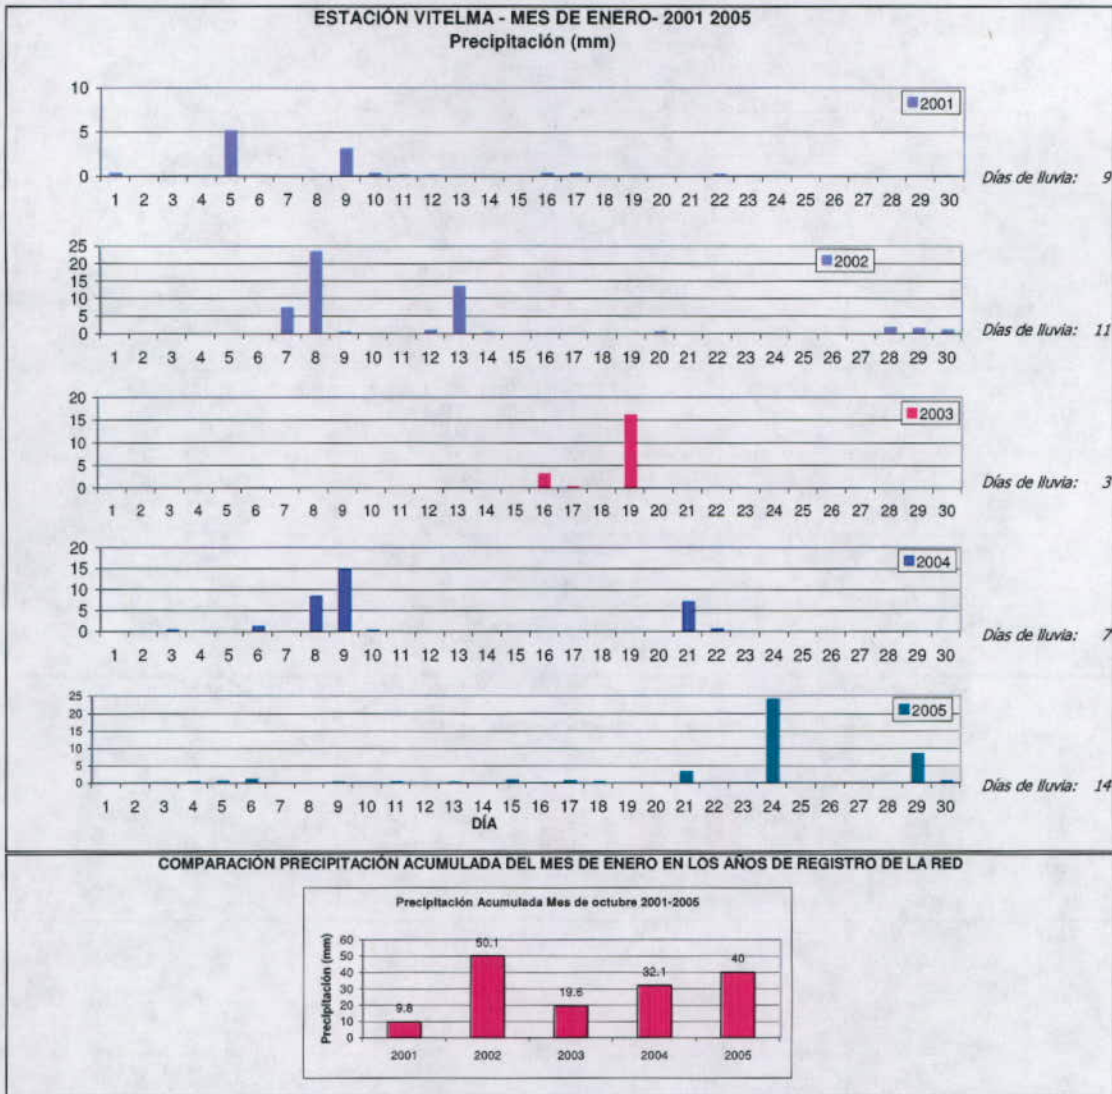 ESTACIÓN VITELMA - MES DE ENERO- 2001 2005
Precipitación (mm)
10
5
0
2001
1 2 3 4 5 6 7 8 9 10 11 12 13 14 15 16 17 18 19 20 21 22 23 24 25 26 27 28 29 30
Días de lluvia: 9
25
20
15
10
5
0
2002
1 2 3 4 5 6 7 8 9 10 11 12 13 14 15 16 17 18 19 20 21 22 23 24 25 26 27 28 29 30
Días de lluvia: 11
20
15
10
5
0
2003
1 2 3 4 5 6 7 8 9 10 11 12 13 14 15 16 17 18 19 20 21 22 23 24 25 26 27 28 29 30
Días de lluvia: 3
20
15
10
5
0
2004
1 2 3 4 5 6 7 8 9 10 11 12 13 14 15 16 17 18 19 20 21 22 23 24 25 26 27 28 29 30
Días de lluvia: 7
25
20
15
10
5
0
2005
1 2 3 4 5 6 7 8 9 10 11 12 13 14 15 16 17 18 19 20 21 22 23 24 25 26 27 28 29 30
DÍA
Días de lluvia: 14
COMPARACIÓN PRECIPITACIÓN ACUMULADA DEL MES DE ENERO EN LOS AÑOS DE REGISTRO DE LA RED
Precipitación Acumulada Mes de octubre 2001-2005
Precipitación (mm)
60
50
40
30
20
10
0
9.8
50.1
19.6
32.1
40
2001 2002 2003 2004 2005